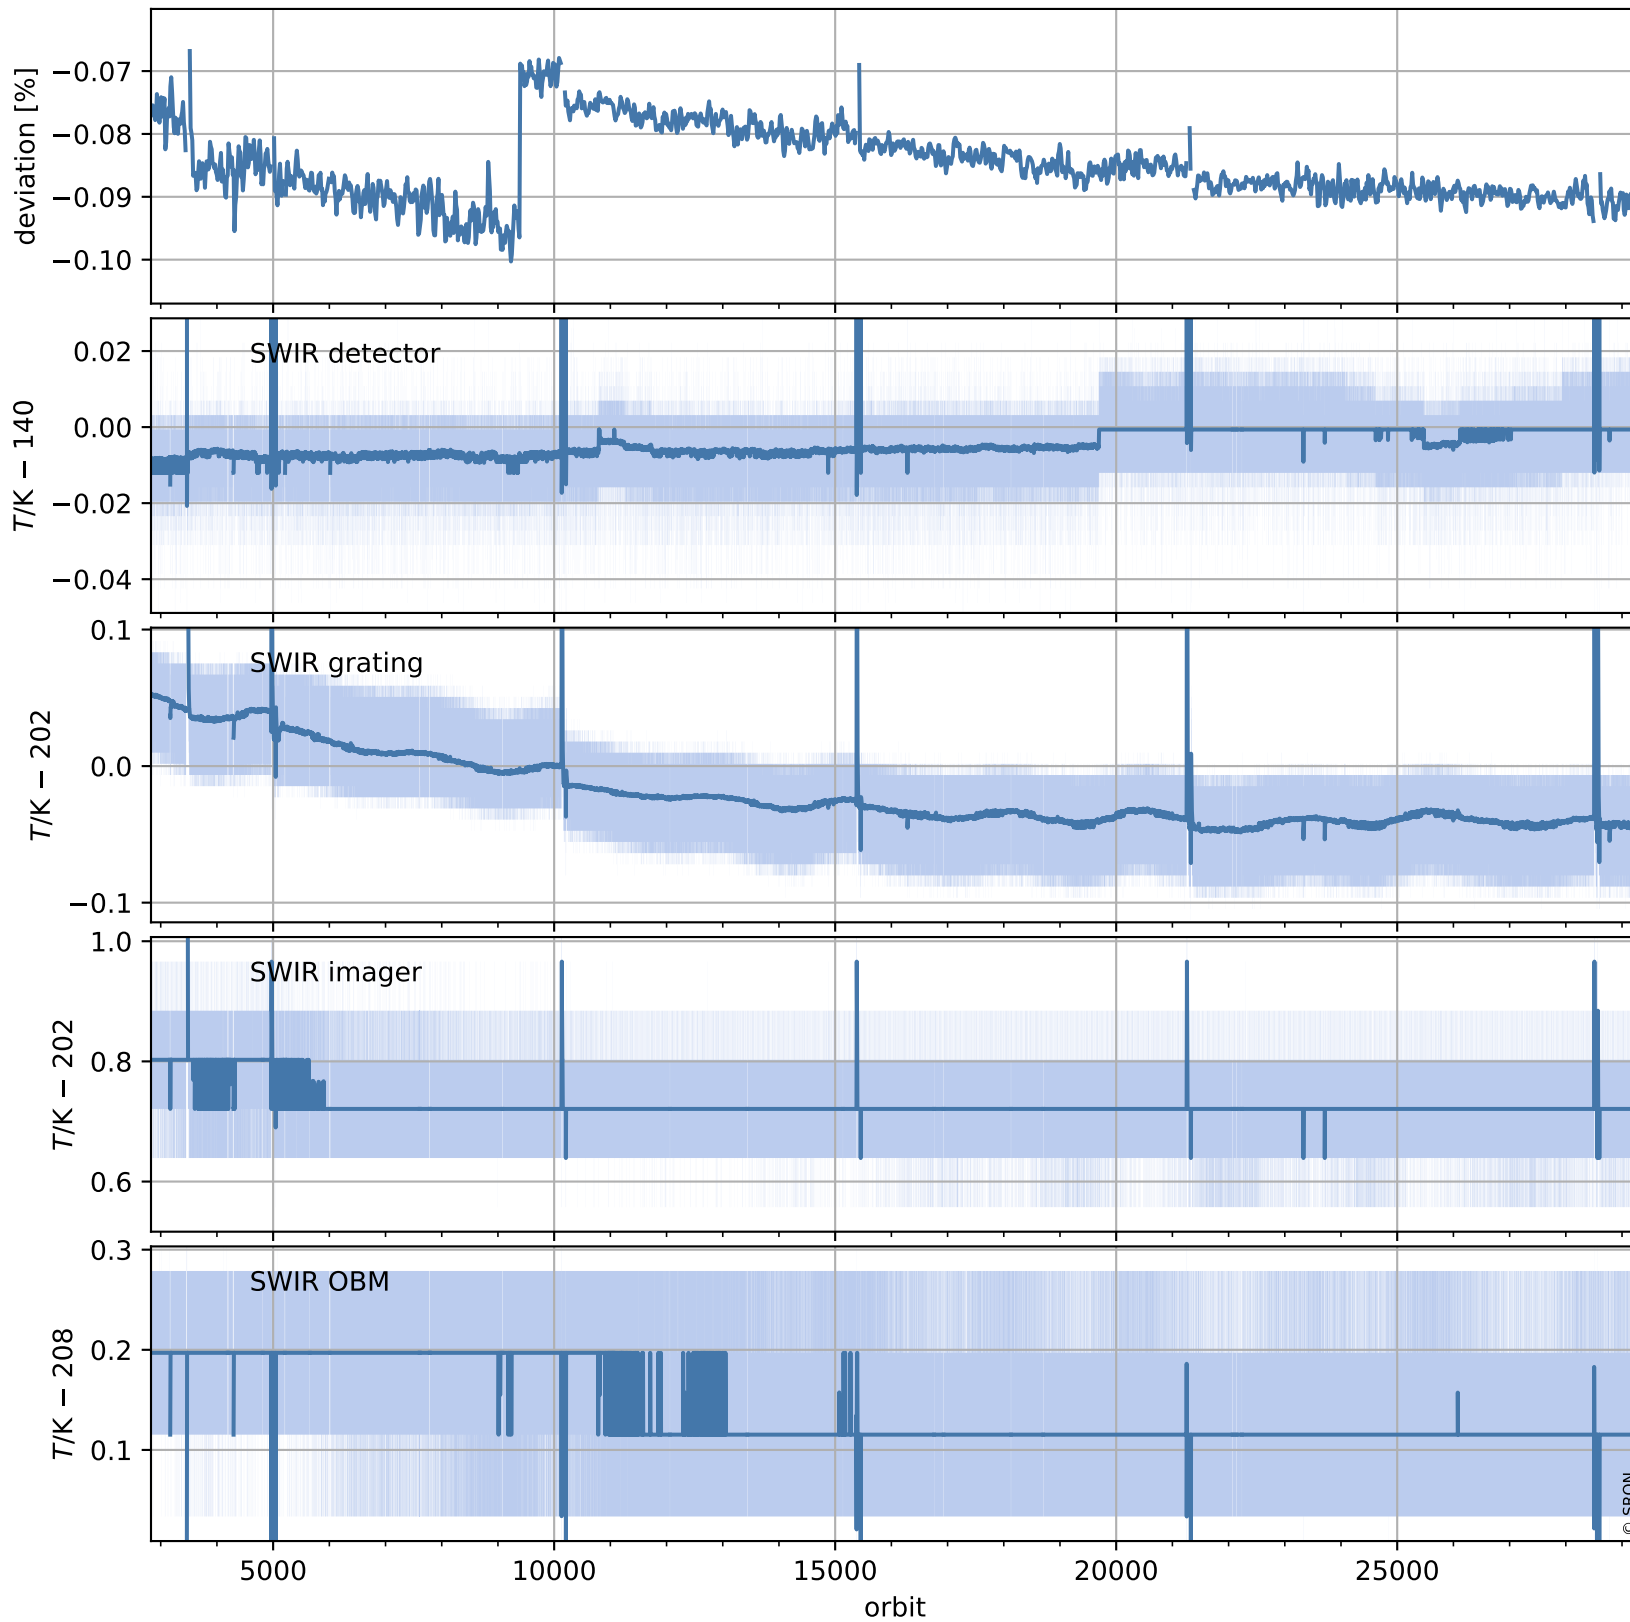 deviation [%]
−0.07
−0.08
−0.09
−0.10
SWIR detector
T/K − 140
0.02
0.00
−0.02
−0.04
SWIR grating
T/K − 202
0.1
0.0
−0.1
SWIR imager
T/K − 202
1.0
0.8
0.6
SWIR OBM
T/K − 208
0.3
0.2
0.1
© SRON
5000 10000 15000 20000 25000
orbit